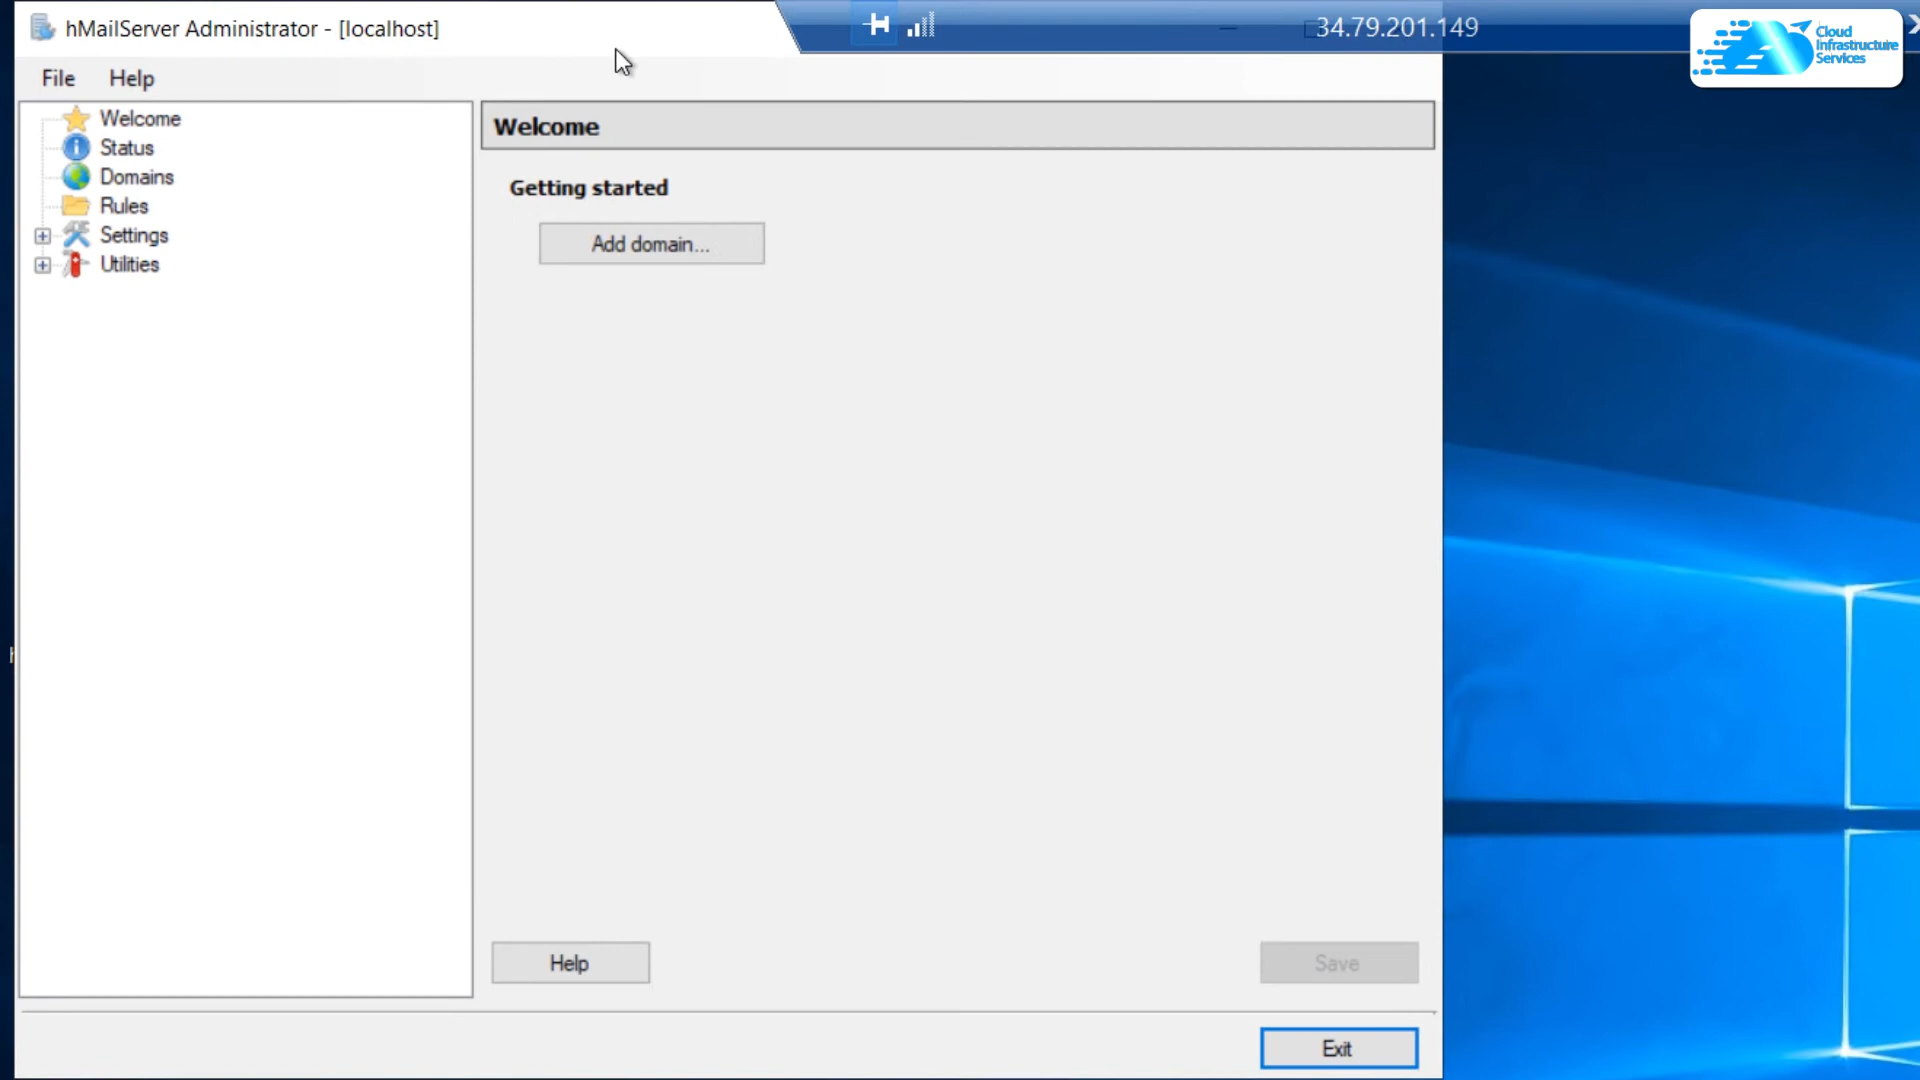 hMailServer Administrator - [localhost]
34.79.201.149
Cloud
Infrastructure
Services
File
Help
Welcome
Status
Domains
Rules
Settings
Utilities
Welcome
Getting started
Add domain...
Help
Save
Exit